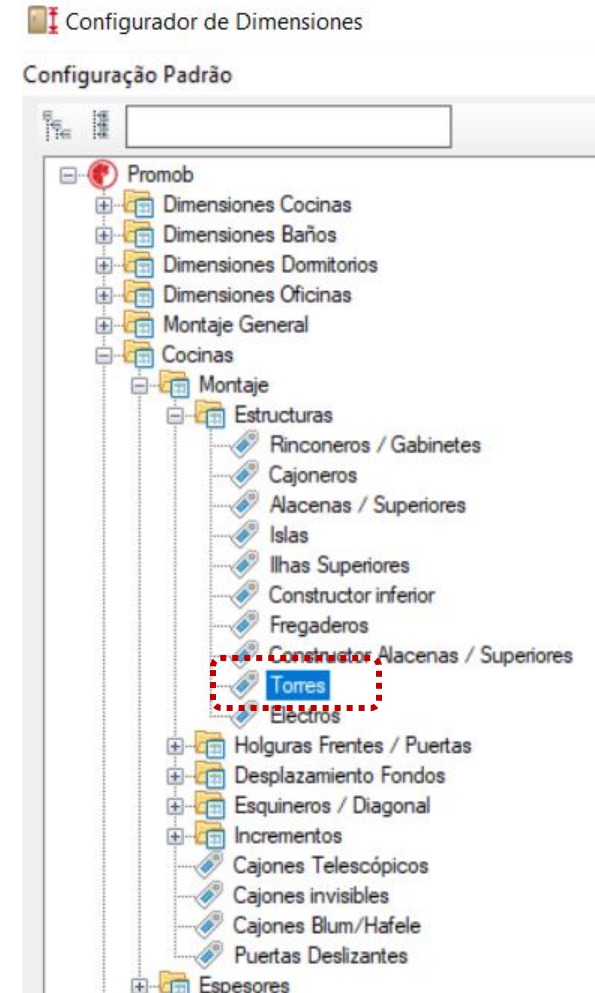 Configurador de Dimensiones
Configuração Padrão
Promob
Dimensiones Cocinas
Dimensiones Baños
Dimensiones Dormitorios
Dimensiones Oficinas
Montaje General
Cocinas
Montaje
Estructuras
Rinconeros / Gabinetes
Cajoneros
Alacenas / Superiores
Islas
Ilhas Superiores
Constructor inferior
Fregaderos
Constructor Alacenas / Superiores
Torres
Electros
Holguras Frentes / Puertas
Desplazamiento Fondos
Esquineros / Diagonal
Incrementos
Cajones Telescópicos
Cajones invisibles
Cajones Blum/Hafele
Puertas Deslizantes
Espesores